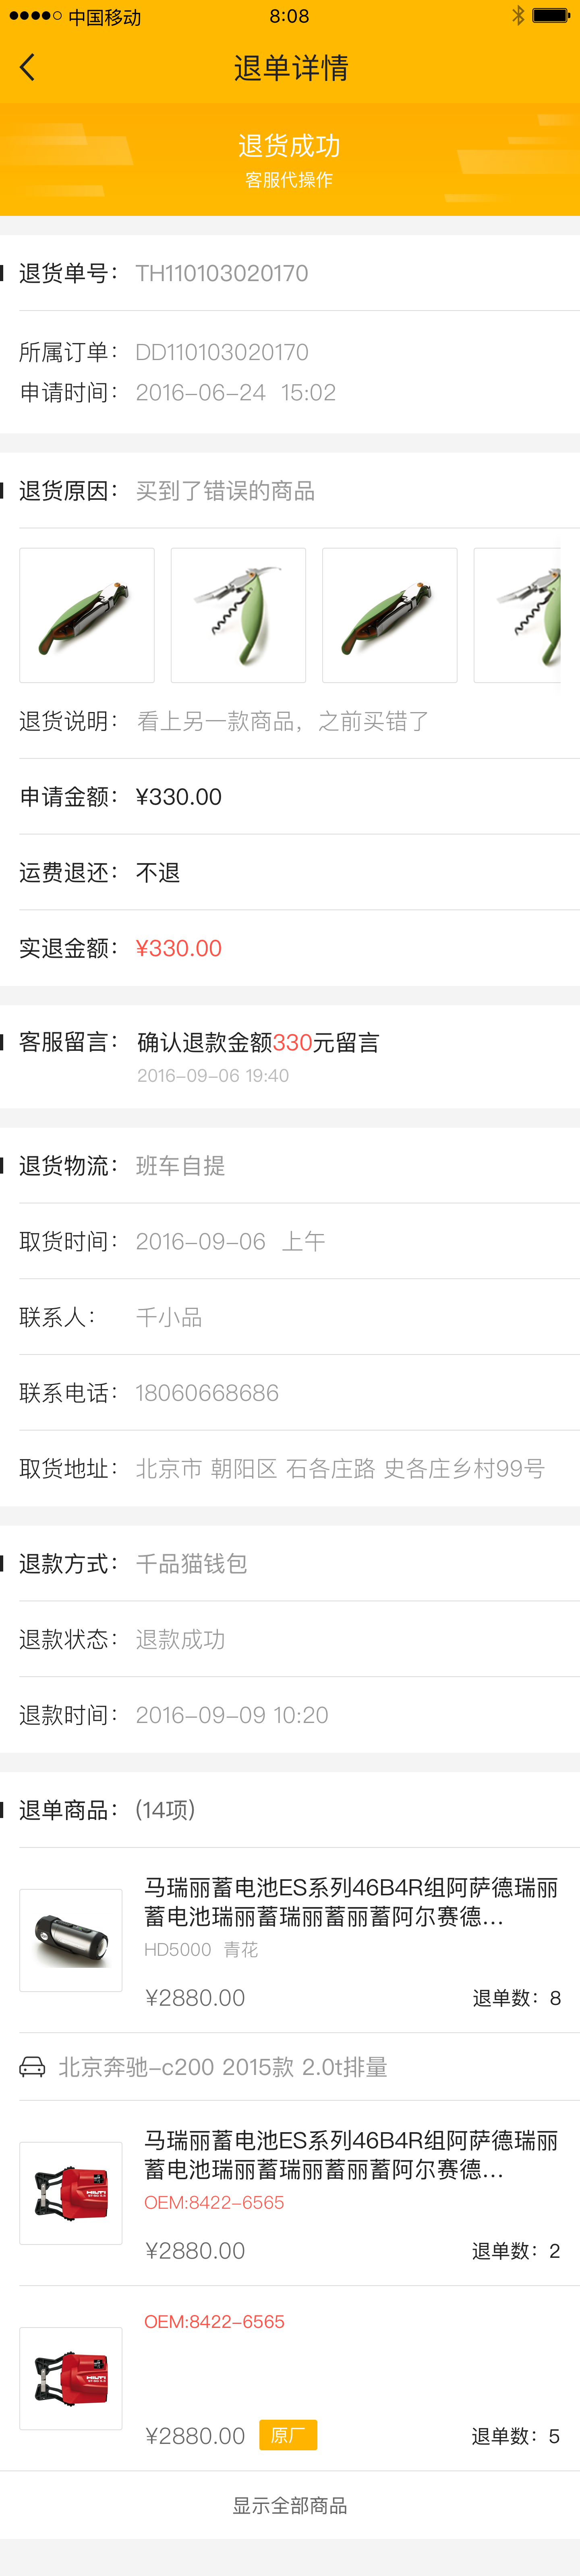 中国移动 8:08
退单详情
退货成功
客服代操作
退货单号： TH110103020170
所属订单： DD110103020170
申请时间： 2016-06-24 15:02
退货原因： 买到了错误的商品
退货说明： 看上另一款商品，之前买错了
申请金额： ¥330.00
运费退还： 不退
实退金额： ¥330.00
客服留言： 确认退款金额330元留言
2016-09-06 19:40
退货物流： 班车自提
取货时间： 2016-09-06 上午
联系人： 千小品
联系电话： 18060668686
取货地址： 北京市 朝阳区 石各庄路 史各庄乡村99号
退款方式： 千品猫钱包
退款状态： 退款成功
退款时间： 2016-09-09 10:20
退单商品： (14项)
马瑞丽蓄电池ES系列46B4R组阿萨德瑞丽
蓄电池瑞丽蓄瑞丽蓄丽蓄阿尔赛德...
HD5000 青花
¥2880.00 退单数：8
北京奔驰-c200 2015款 2.0t排量
马瑞丽蓄电池ES系列46B4R组阿萨德瑞丽
蓄电池瑞丽蓄瑞丽蓄丽蓄阿尔赛德...
OEM:8422-6565
HILTI
¥2880.00 退单数：2
OEM:8422-6565
HILTI
¥2880.00 原厂 退单数：5
显示全部商品